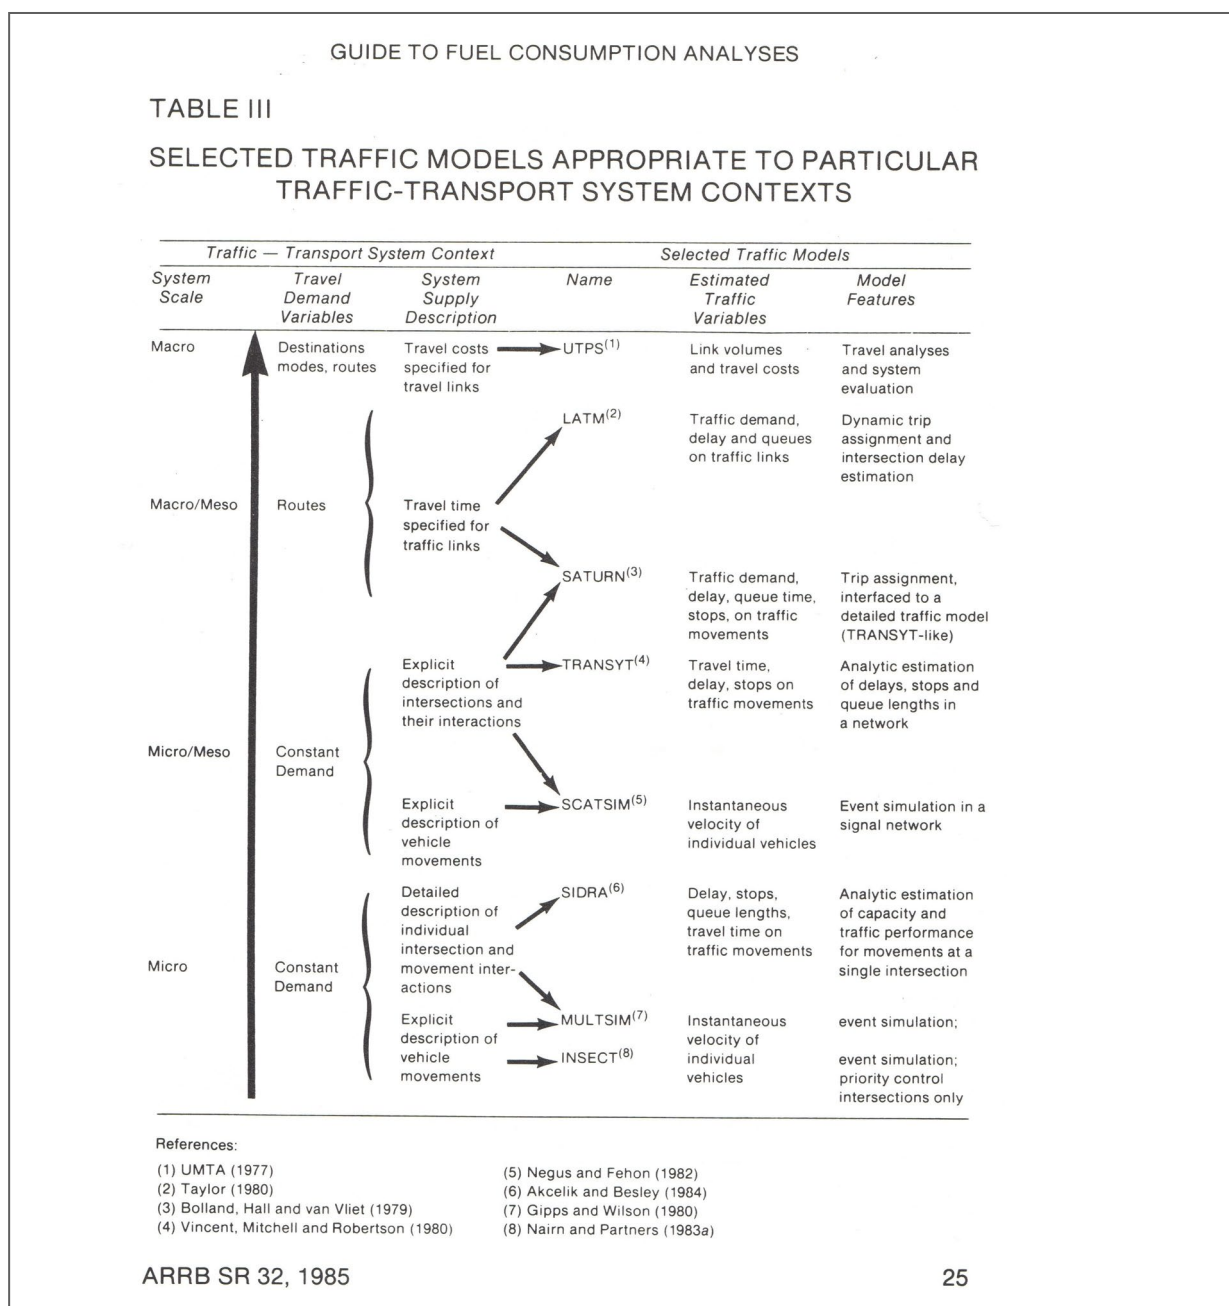 GUIDE TO FUEL CONSUMPTION ANALYSES
TABLE III
SELECTED TRAFFIC MODELS APPROPRIATE TO PARTICULAR
TRAFFIC-TRANSPORT SYSTEM CONTEXTS
Traffic — Transport System Context
Selected Traffic Models
System
Scale
Travel
Demand
Variables
System
Supply
Description
Name
Estimated
Traffic
Variables
Model
Features
Macro
Destinations
modes, routes
Travel costs
specified for
travel links
UTPS(1)
Link volumes
and travel costs
Travel analyses
and system
evaluation
LATM(2)
Traffic demand,
delay and queues
on traffic links
Dynamic trip
assignment and
intersection delay
estimation
Macro/Meso
Routes
Travel time
specified for
traffic links
SATURN(3)
Traffic demand,
delay, queue time,
stops, on traffic
movements
Trip assignment,
interfaced to a
detailed traffic model
(TRANSYT-like)
Explicit
description of
intersections and
their interactions
TRANSYT(4)
Travel time,
delay, stops on
traffic movements
Analytic estimation
of delays, stops and
queue lengths in
a network
Micro/Meso
Constant
Demand
Explicit
description of
vehicle
movements
SCATSIM(5)
Instantaneous
velocity of
individual vehicles
Event simulation in a
signal network
Detailed
description of
individual
intersection and
movement inter-
actions
SIDRA(6)
Delay, stops,
queue lengths,
travel time on
traffic movements
Analytic estimation
of capacity and
traffic performance
for movements at a
single intersection
Micro
Constant
Demand
Explicit
description of
vehicle
movements
MULTSIM(7)
INSECT(8)
Instantaneous
velocity of
individual
vehicles
event simulation;
event simulation;
priority control
intersections only
References:
(1) UMTA (1977)
(2) Taylor (1980)
(3) Bolland, Hall and van Vliet (1979)
(4) Vincent, Mitchell and Robertson (1980)
(5) Negus and Fehon (1982)
(6) Akcelik and Besley (1984)
(7) Gipps and Wilson (1980)
(8) Nairn and Partners (1983a)
ARRB SR 32, 1985
25